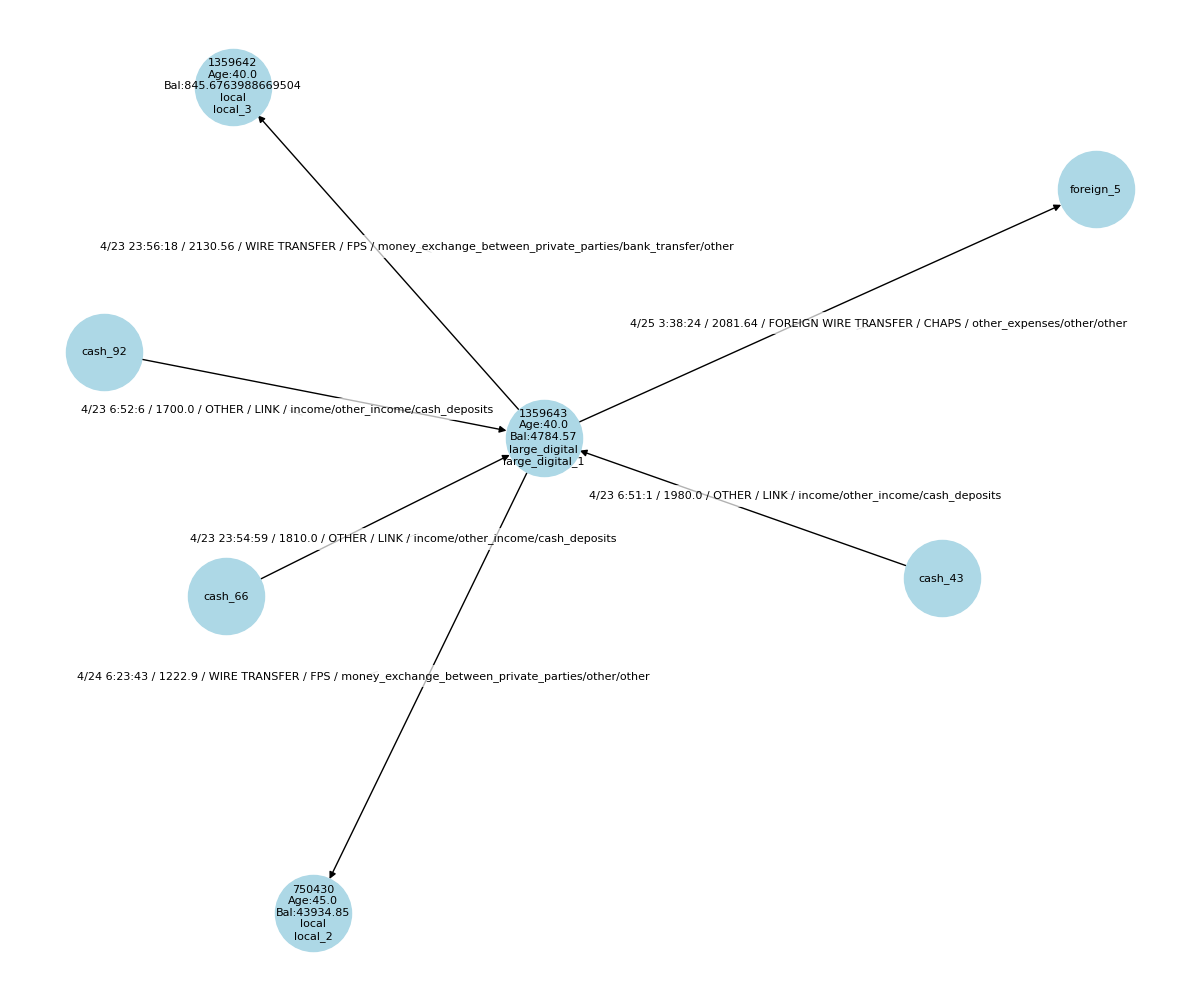 1359642
Age:40.0
Bal:845.6763988669504
local
local_3
foreign_5
4/23 23:56:18 / 2130.56 / WIRE TRANSFER / FPS / money_exchange_between_private_parties/bank_transfer/other
4/25 3:38:24 / 2081.64 / FOREIGN WIRE TRANSFER / CHAPS / other_expenses/other/other
cash_92
4/23 6:52:6 / 1700.0 / OTHER / LINK / income/other_income/cash_deposits
1359643
Age:40.0
Bal:4784.57
large_digital
large_digital_1
4/23 6:51:1 / 1980.0 / OTHER / LINK / income/other_income/cash_deposits
4/23 23:54:59 / 1810.0 / OTHER / LINK / income/other_income/cash_deposits
cash_43
cash_66
4/24 6:23:43 / 1222.9 / WIRE TRANSFER / FPS / money_exchange_between_private_parties/other/other
750430
Age:45.0
Bal:43934.85
local
local_2